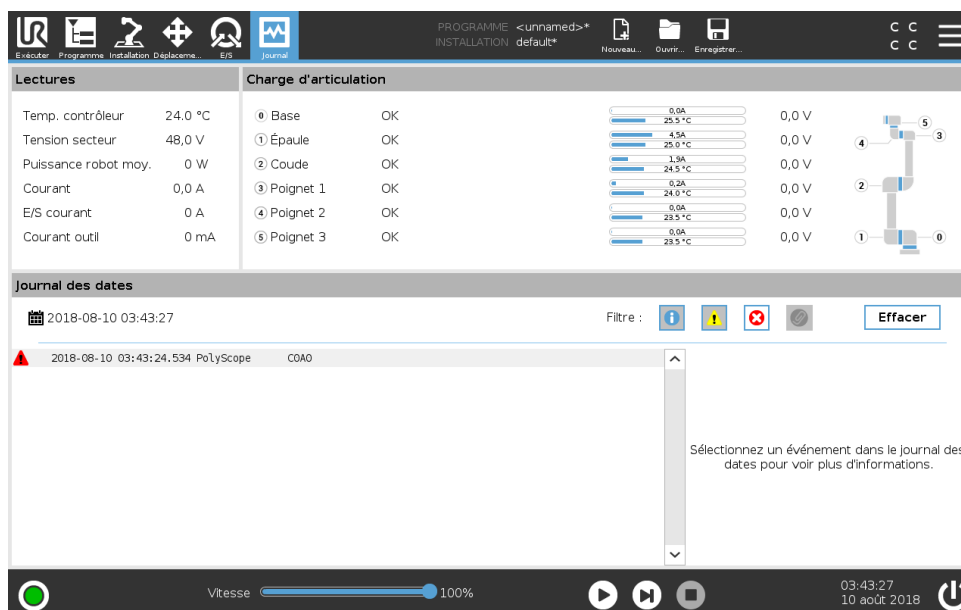 PROGRAMME <unnamed>*
INSTALLATION default*
Exécuter Programme Installation Déplaceme... E/S Journal Nouveau... Ouvrir... Enregistrer...
C C
C C
Lectures
Temp. contrôleur 24.0 °C
Tension secteur 48,0 V
Puissance robot moy. 0 W
Courant 0,0 A
E/S courant 0 A
Courant outil 0 mA
Charge d'articulation
0 Base OK 0,0A 25.5 °C 0,0 V
1 Épaule OK 4,5A 25.0 °C 0,0 V
2 Coude OK 1,9A 24.5 °C 0,0 V
3 Poignet 1 OK 0,2A 24.0 °C 0,0 V
4 Poignet 2 OK 0,0A 23.5 °C 0,0 V
5 Poignet 3 OK 0,0A 23.5 °C 0,0 V
5
4 3
2
1 0
Journal des dates
2018-08-10 03:43:27 Filtre : Effacer
2018-08-10 03:43:24.534 PolyScope C0A0
Sélectionnez un événement dans le journal des
dates pour voir plus d'informations.
Vitesse 100%
03:43:27
10 août 2018